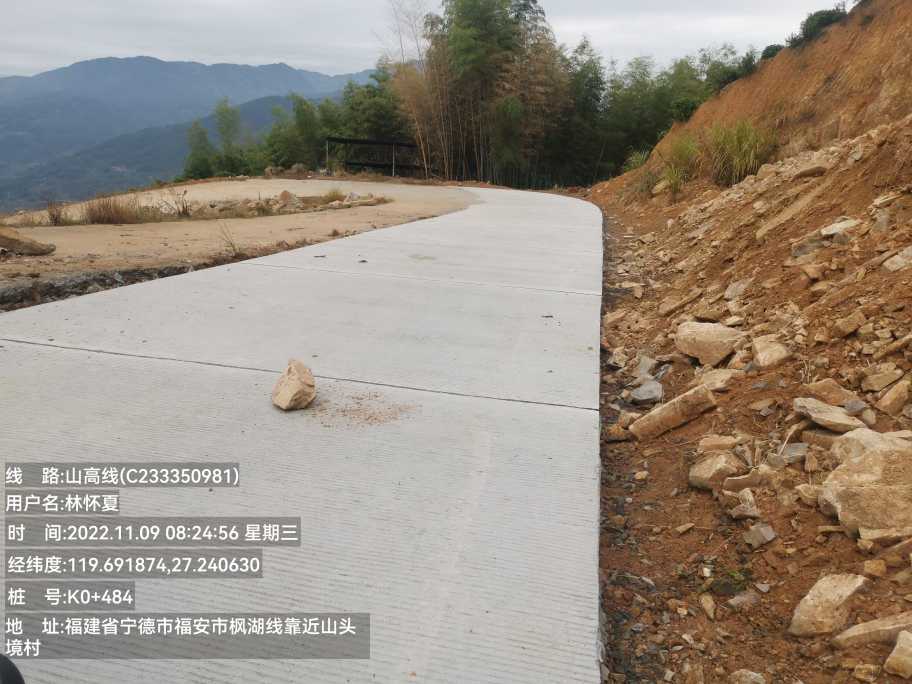 线　路:山高线(C233350981)
用户名:林怀夏
时　间:2022.11.09 08:24:56 星期三
经纬度:119.691874,27.240630
桩　号:K0+484
地　址:福建省宁德市福安市枫湖线靠近山头
境村